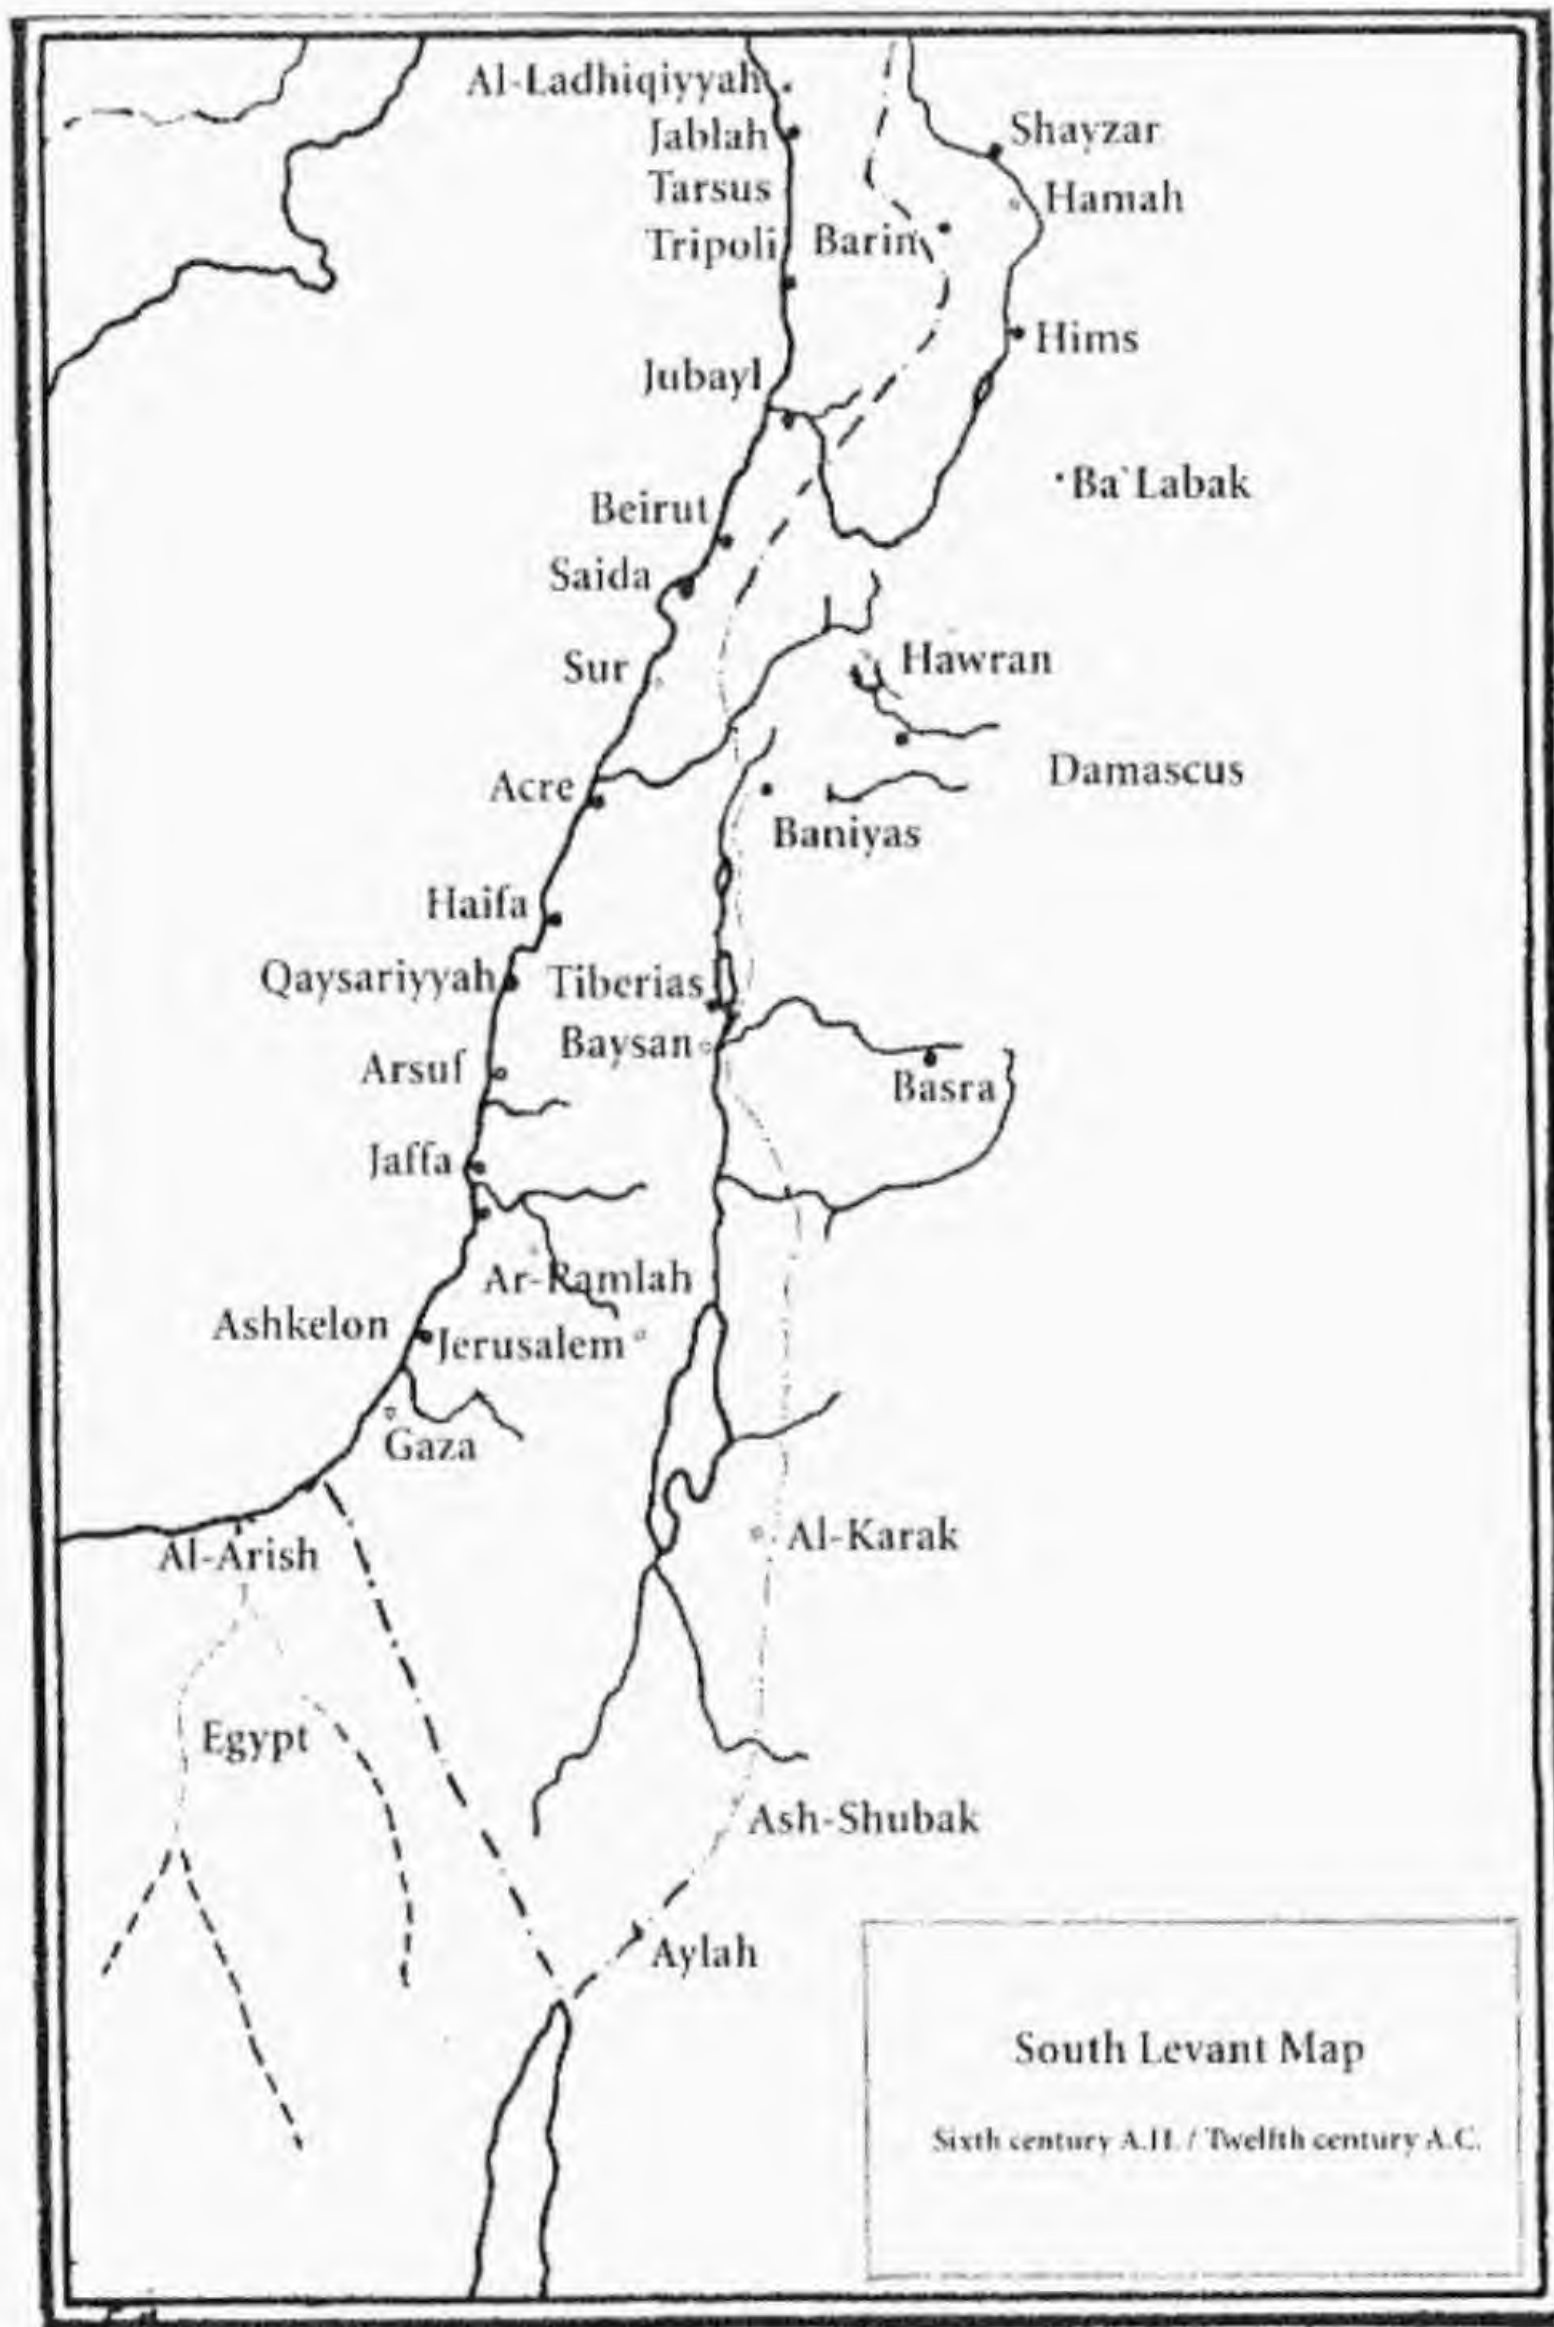 Al-Ladhiqiyyah
Jablah
Shayzar
Tarsus
Hamah
Tripoli
Barin
Hims
Jubayl
Ba`Labak
Beirut
Saida
Sur
Hawran
Damascus
Acre
Baniyas
Haifa
Qaysariyyah
Tiberias
Baysan
Arsuf
Basra
Jaffa
Ar-Ramlah
Ashkelon
Jerusalem
Gaza
Al-Karak
Al-Arish
Egypt
Ash-Shubak
Aylah
South Levant Map
Sixth century A.H. / Twelfth century A.C.